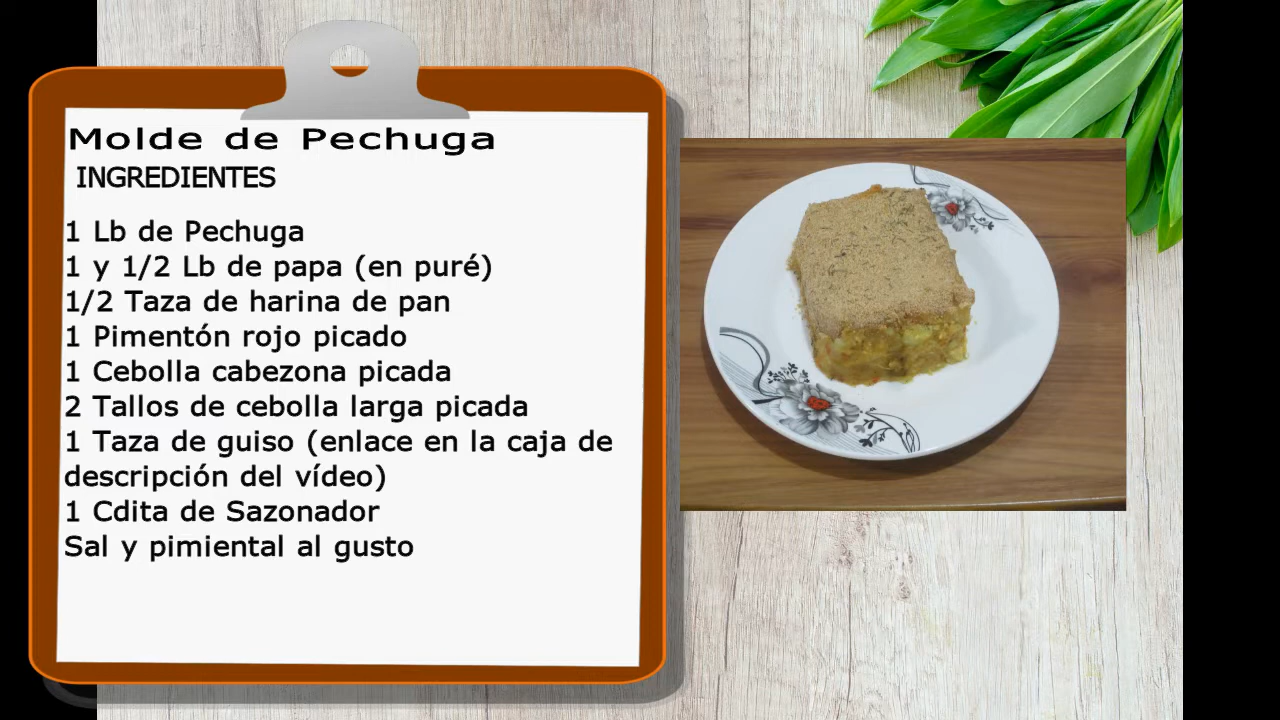 Molde de Pechuga
INGREDIENTES
1 Lb de Pechuga
1 y 1/2 Lb de papa (en puré)
1/2 Taza de harina de pan
1 Pimentón rojo picado
1 Cebolla cabezona picada
2 Tallos de cebolla larga picada
1 Taza de guiso (enlace en la caja de
descripción del vídeo)
1 Cdita de Sazonador
Sal y pimiental al gusto